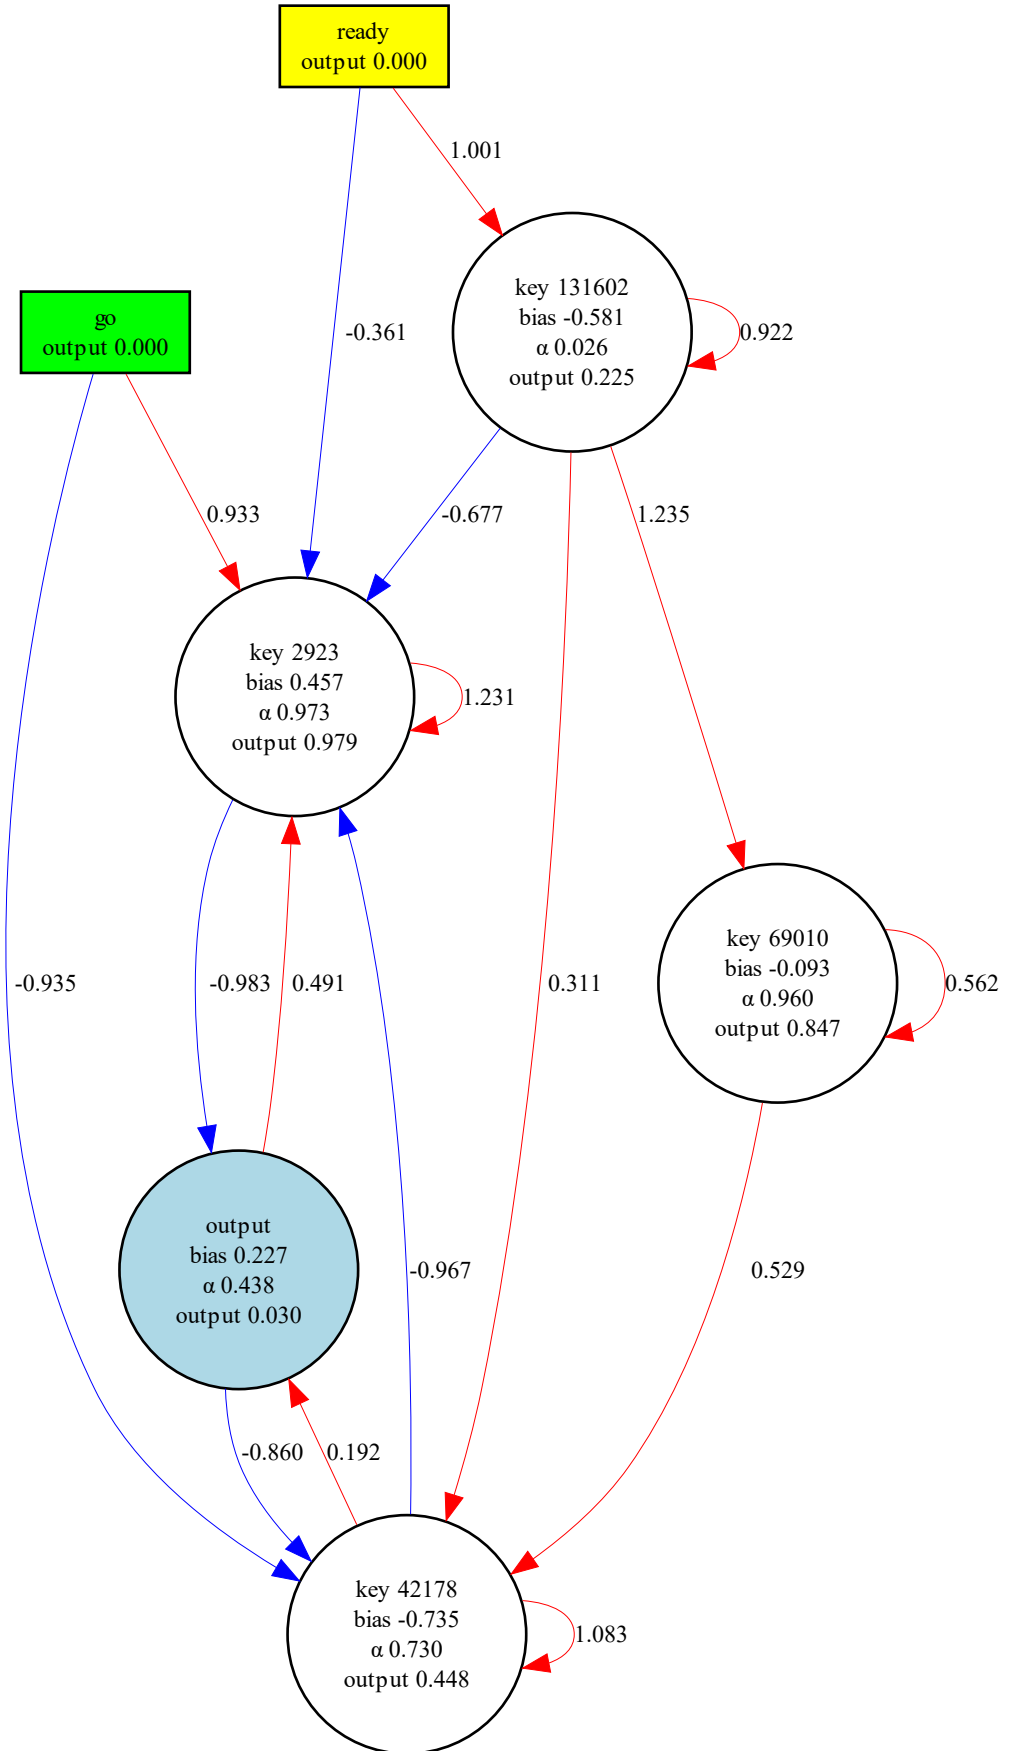 ready
output 0.000
1.001
key 131602
bias -0.581
α 0.026
output 0.225
0.922
go
output 0.000
-0.361
0.933
-0.677
1.235
key 2923
bias 0.457
α 0.973
output 0.979
1.231
key 69010
bias -0.093
α 0.960
output 0.847
0.562
-0.935
-0.983
0.491
0.311
output
bias 0.227
α 0.438
output 0.030
-0.967
0.529
-0.860
0.192
key 42178
bias -0.735
α 0.730
output 0.448
1.083